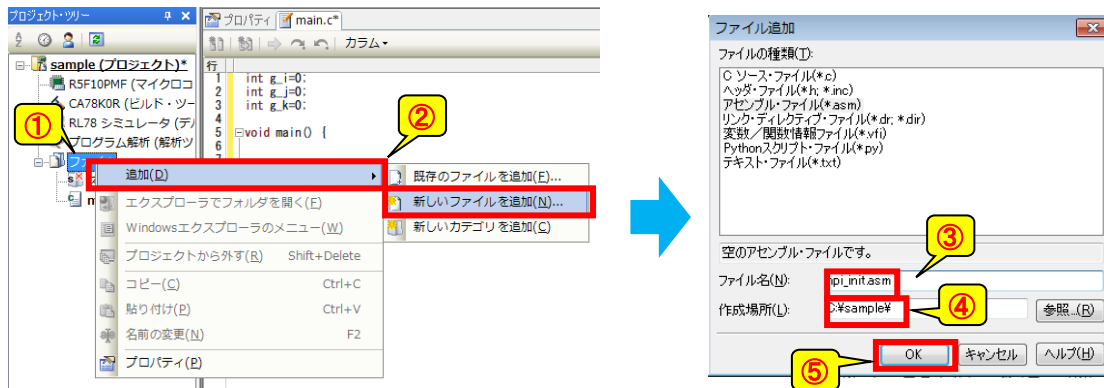 プロジェクト・ツリー
プロパティ main.c*
カラム
sample (プロジェクト)*
R5F10PMF (マイクロコ
CA78K0R (ビルド・ツー
RL78 シミュレータ (デ
プログラム解析 (解析ツ
行
1 int g_i=0;
2 int g_j=0;
3 int g_k=0;
4
5 void main() {
6
①
②
追加(D)
エクスプローラでフォルダを開く(E)
Windowsエクスプローラのメニュー(W)
プロジェクトから外す(R) Shift+Delete
コピー(C) Ctrl+C
貼り付け(P) Ctrl+V
名前の変更(N) F2
プロパティ(P)
既存のファイルを追加(F)...
新しいファイルを追加(N)...
新しいカテゴリを追加(C)
ファイル追加
ファイルの種類(T):
C ソース・ファイル(*.c)
ヘッダ・ファイル(*.h; *.inc)
アセンブル・ファイル(*.asm)
リンク・ディレクティブ・ファイル(*.dr; *.dir)
変数／関数情報ファイル(*.vfi)
Pythonスクリプト・ファイル(*.py)
テキスト・ファイル(*.txt)
空のアセンブル・ファイルです。
③
ファイル名(N): pi_init.asm
作成場所(L): C:¥sample¥
④
参照...(R)
⑤
OK キャンセル ヘルプ(H)